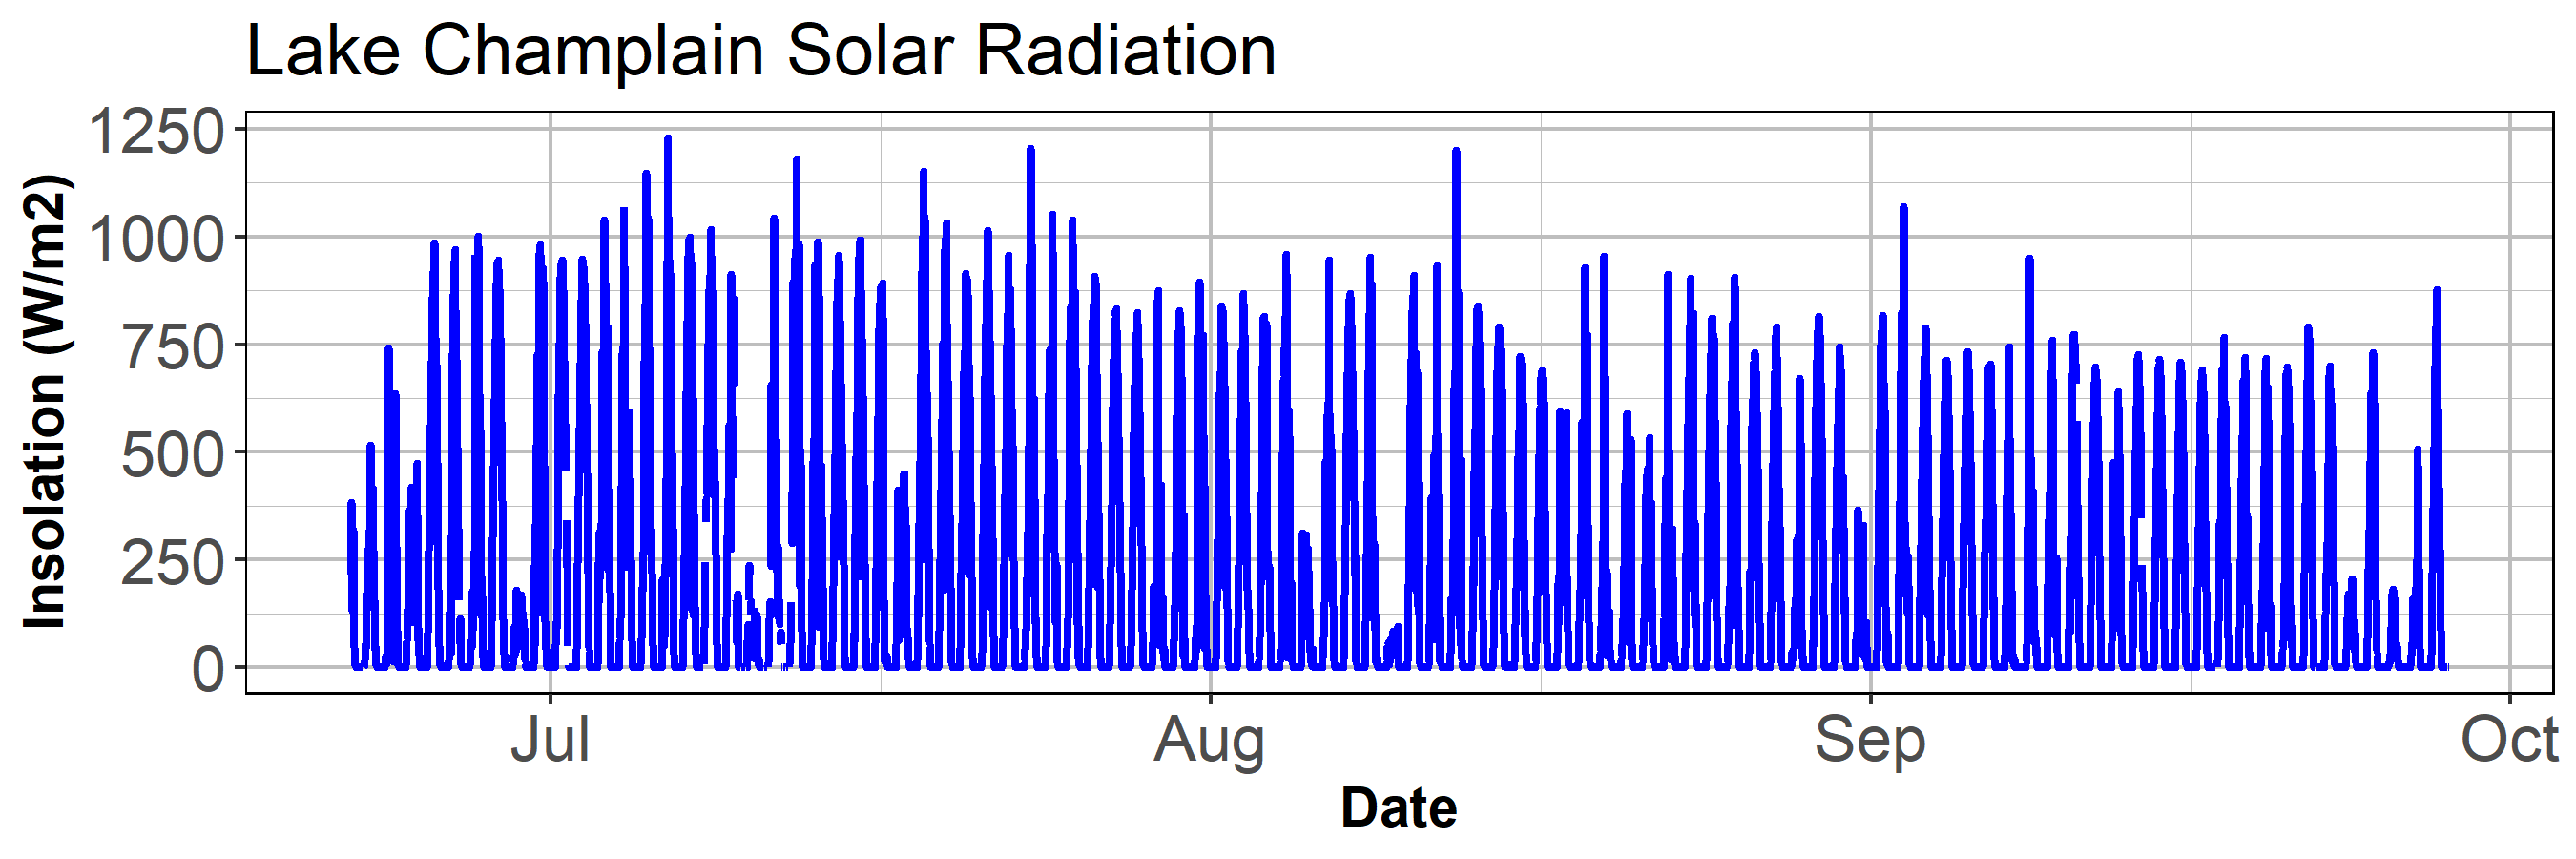 Lake Champlain Solar Radiation
Insolation (W/m2)
1250
1000
750
500
250
0
Jul Aug Sep Oct
Date